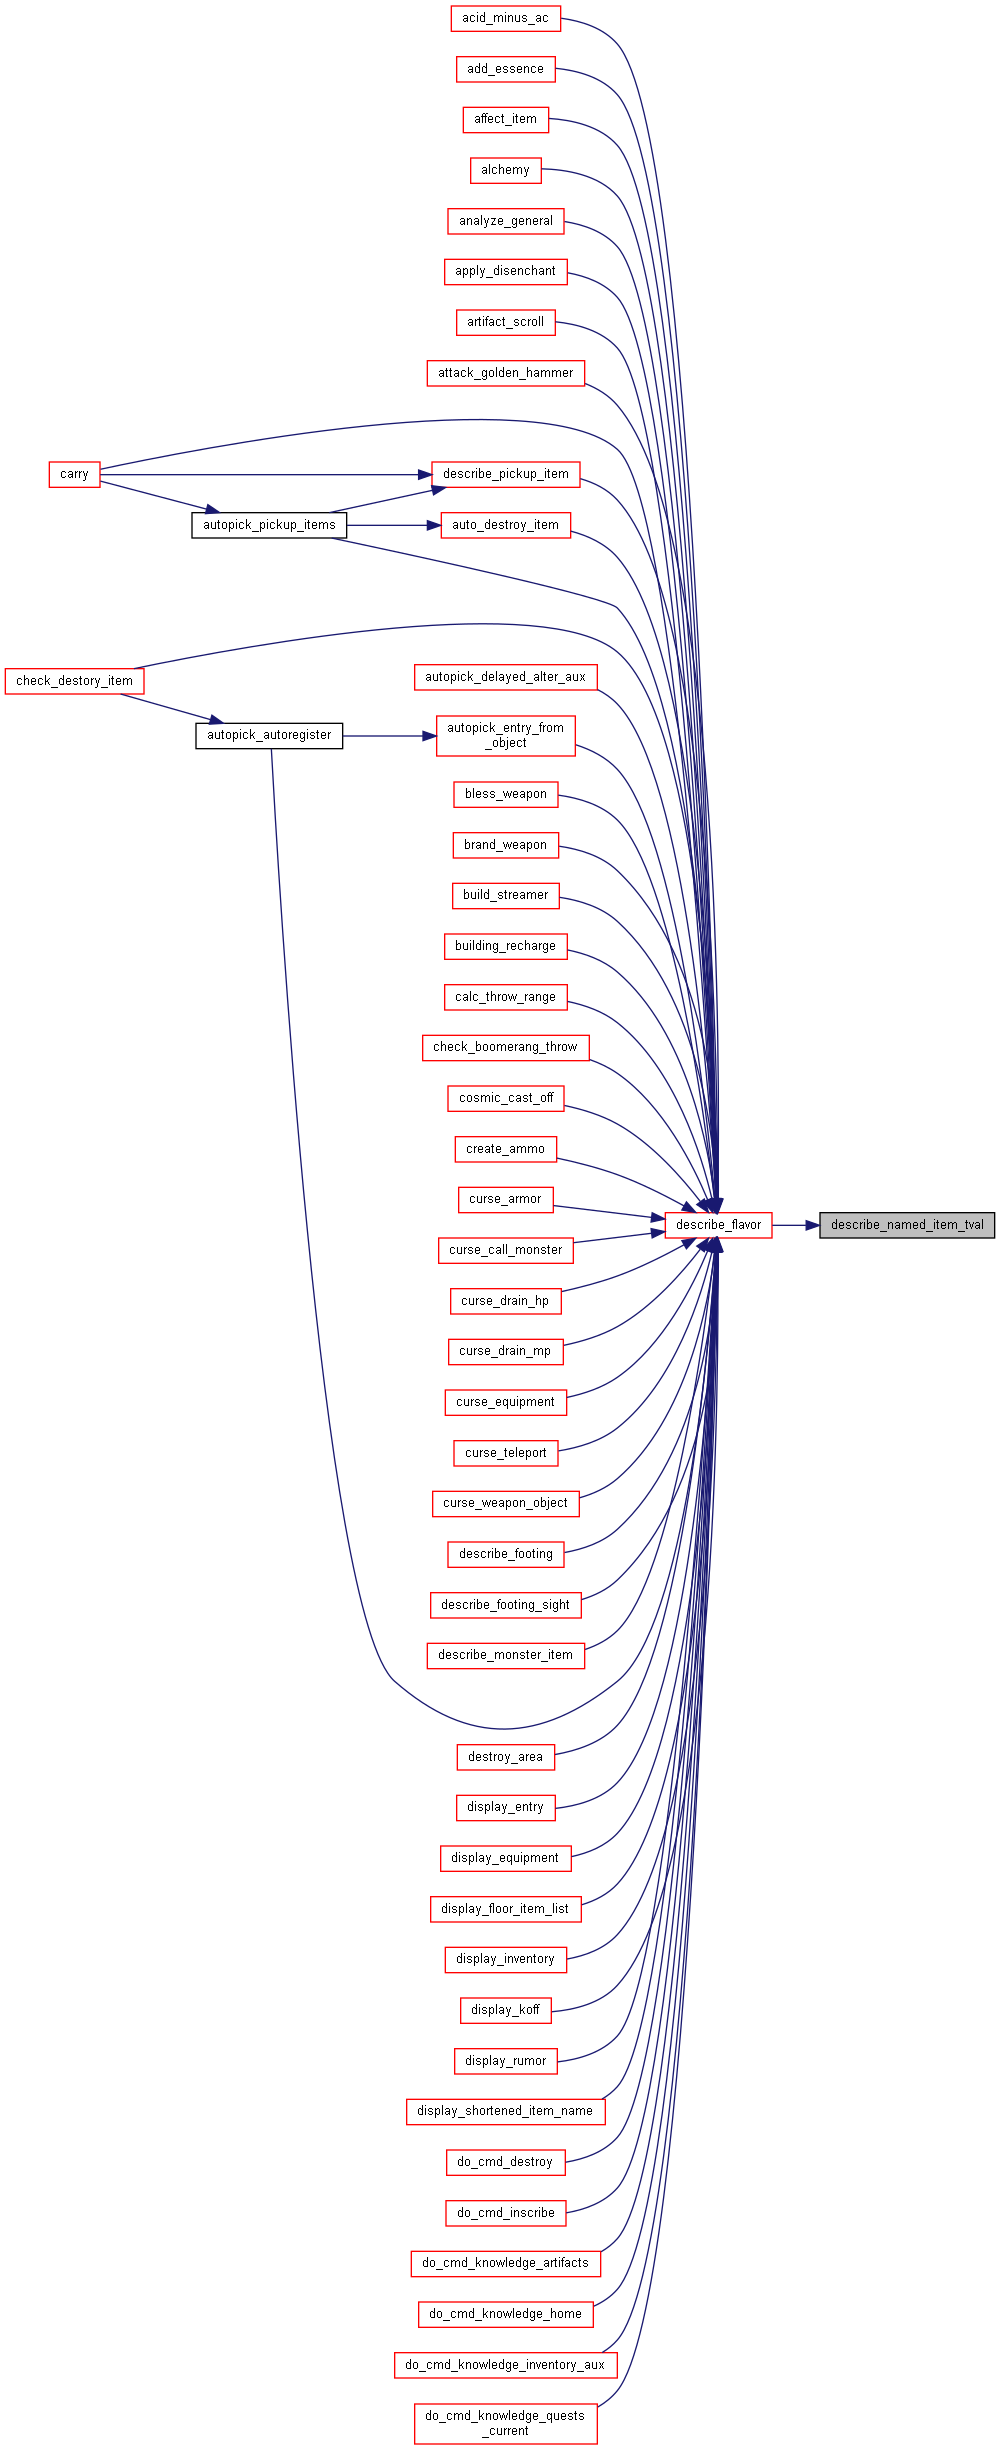 acid_minus_ac
add_essence
affect_item
alchemy
analyze_general
apply_disenchant
artifact_scroll
attack_golden_hammer
carry
describe_pickup_item
autopick_pickup_items
auto_destroy_item
check_destory_item
autopick_delayed_alter_aux
autopick_autoregister
autopick_entry_from
_object
bless_weapon
brand_weapon
build_streamer
building_recharge
calc_throw_range
check_boomerang_throw
cosmic_cast_off
create_ammo
curse_armor
describe_flavor
describe_named_item_tval
curse_call_monster
curse_drain_hp
curse_drain_mp
curse_equipment
curse_teleport
curse_weapon_object
describe_footing
describe_footing_sight
describe_monster_item
destroy_area
display_entry
display_equipment
display_floor_item_list
display_inventory
display_koff
display_rumor
display_shortened_item_name
do_cmd_destroy
do_cmd_inscribe
do_cmd_knowledge_artifacts
do_cmd_knowledge_home
do_cmd_knowledge_inventory_aux
do_cmd_knowledge_quests
_current